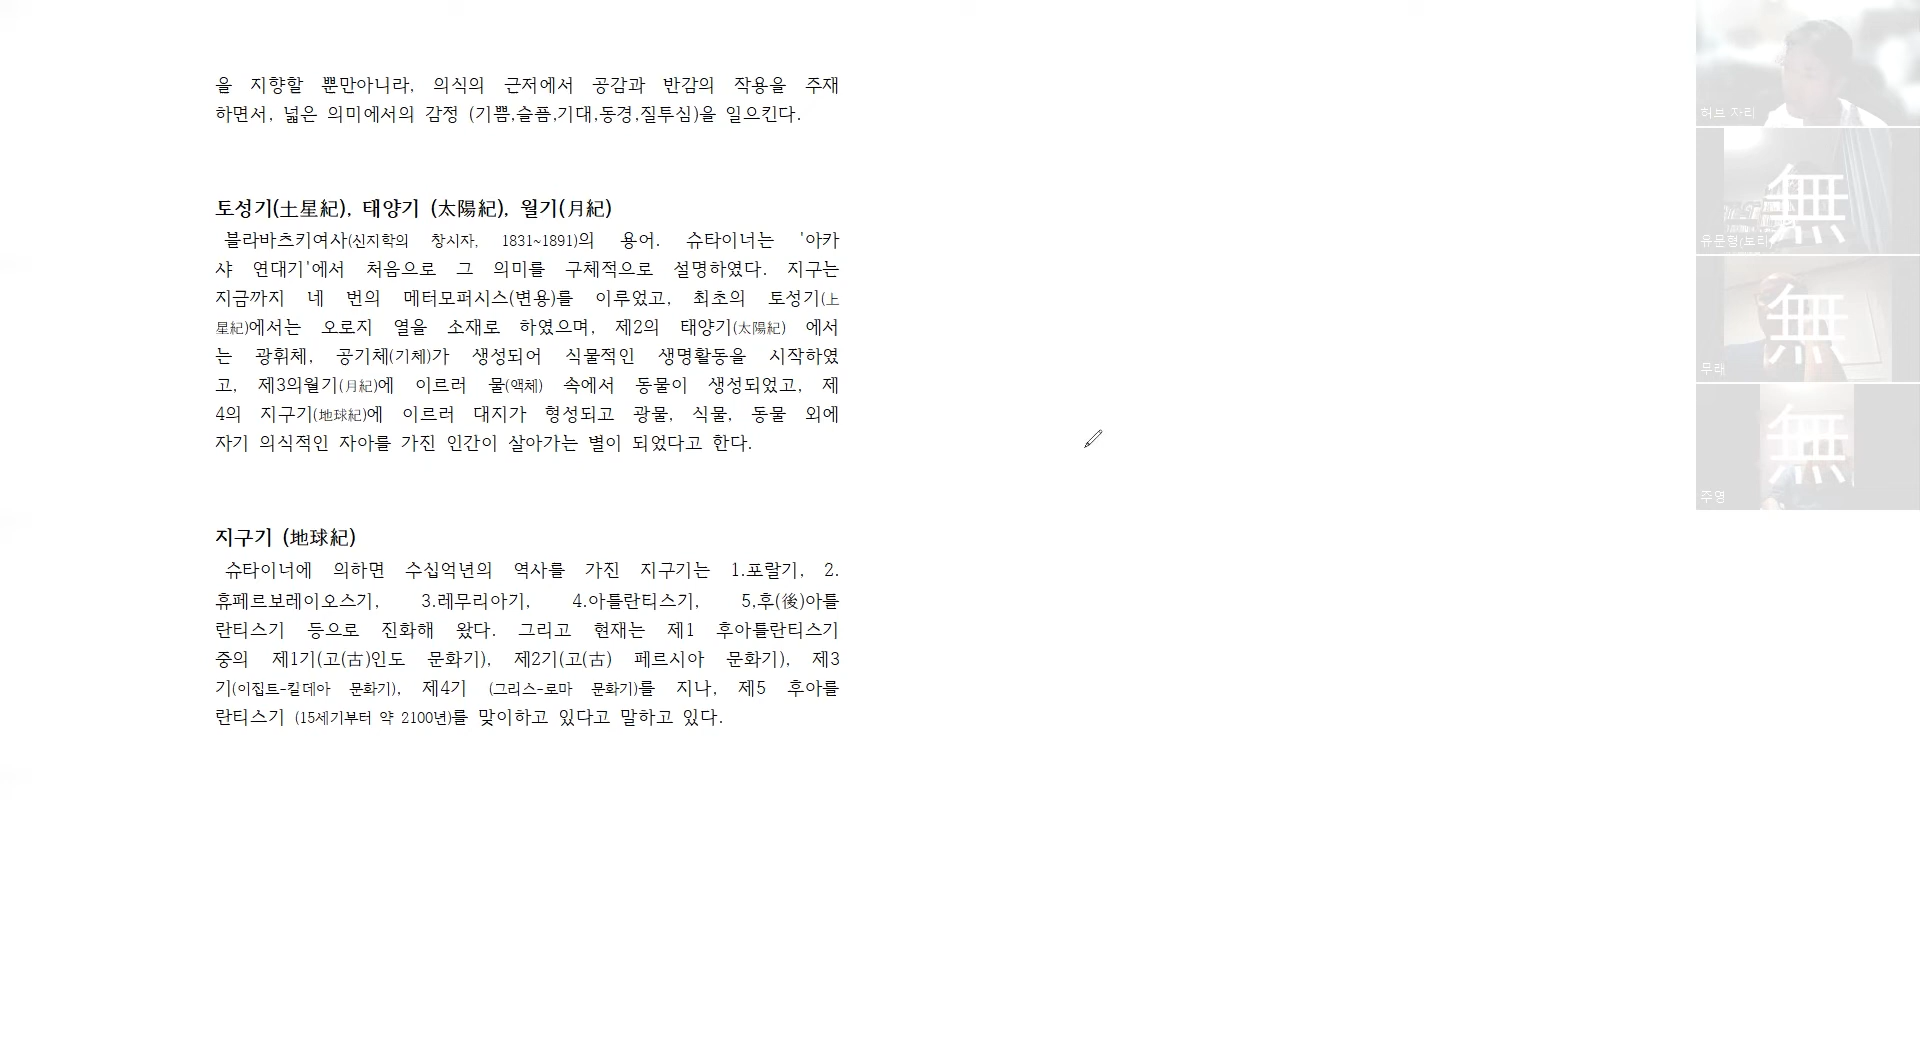 을 지향할 뿐만아니라, 의식의 근저에서 공감과 반감의 작용을 주재
하면서, 넓은 의미에서의 감정 (기쁨,슬픔,기대,동경,질투심)을 일으킨다.
토성기(土星紀), 태양기 (太陽紀), 월기(月紀)
블라바츠키여사(신지학의 창시자, 1831~1891)의 용어. 슈타이너는 '아카
샤 연대기'에서 처음으로 그 의미를 구체적으로 설명하였다. 지구는
지금까지 네 번의 메터모퍼시스(변용)를 이루었고, 최초의 토성기(土
星紀)에서는 오로지 열을 소재로 하였으며, 제2의 태양기(太陽紀) 에서
는 광휘체, 공기체(기체)가 생성되어 식물적인 생명활동을 시작하였
고, 제3의월기(月紀)에 이르러 물(액체) 속에서 동물이 생성되었고, 제
4의 지구기(地球紀)에 이르러 대지가 형성되고 광물, 식물, 동물 외에
자기 의식적인 자아를 가진 인간이 살아가는 별이 되었다고 한다.
지구기 (地球紀)
슈타이너에 의하면 수십억년의 역사를 가진 지구기는 1.포랄기, 2.
휴페르보레이오스기, 3.레무리아기, 4.아틀란티스기, 5,후(後)아틀
란티스기 등으로 진화해 왔다. 그리고 현재는 제1 후아틀란티스기
중의 제1기(고(古)인도 문화기), 제2기(고(古) 페르시아 문화기), 제3
기(이집트-킬데아 문화기), 제4기 (그리스-로마 문화기)를 지나, 제5 후아틀
란티스기 (15세기부터 약 2100년)를 맞이하고 있다고 말하고 있다.
허브 자리
無
유문형(보리)
無
무태
無
주영